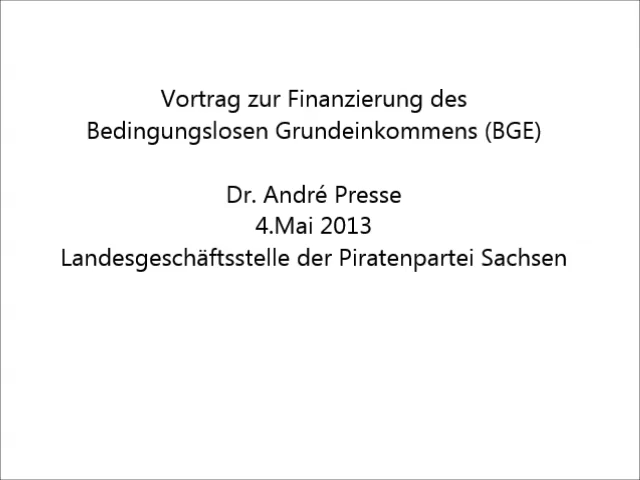 Vortrag zur Finanzierung des
Bedingungslosen Grundeinkommens (BGE)
Dr. André Presse
4.Mai 2013
Landesgeschäftsstelle der Piratenpartei Sachsen